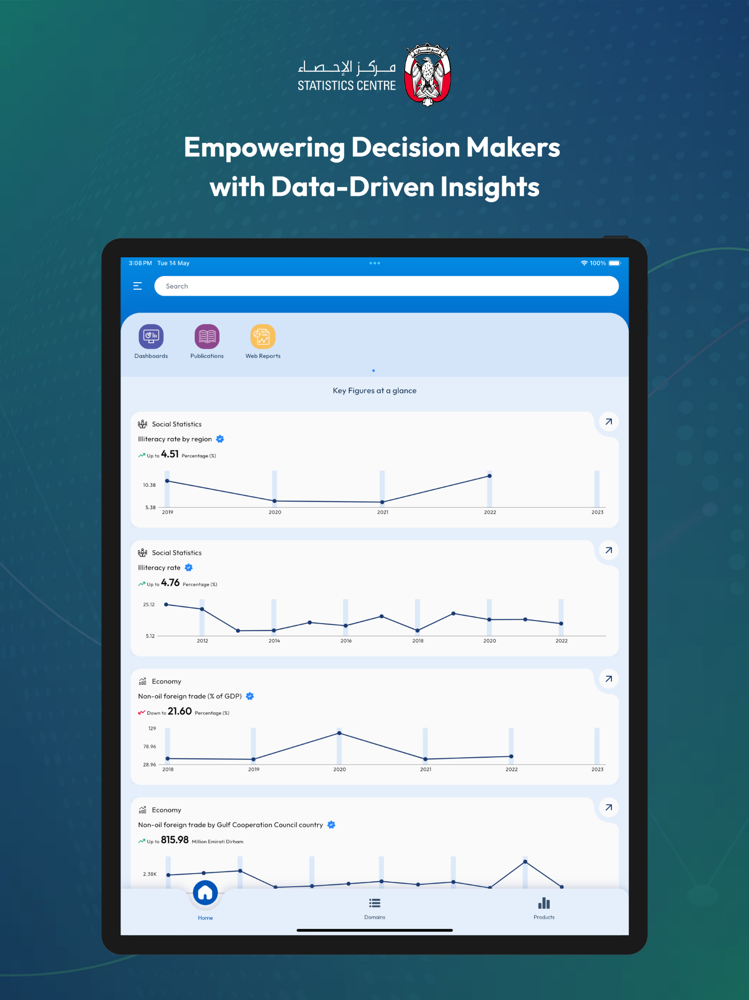 أبوظبي
مركز الإحصاء
STATISTICS CENTRE
Empowering Decision Makers
with Data-Driven Insights
3:08 PM Tue 14 May
100%
Search
Dashboards Publications Web Reports
Key Figures at a glance
Social Statistics
Illiteracy rate by region
Up to 4.51 Percentage (%)
10.38
5.38
2019 2020 2021 2022 2023
Social Statistics
Illiteracy rate
Up to 4.76 Percentage (%)
25.12
5.12
2012 2014 2016 2018 2020 2022
Economy
Non-oil foreign trade (% of GDP)
Down to 21.60 Percentage (%)
129
78.96
28.96
2018 2019 2020 2021 2022 2023
Economy
Non-oil foreign trade by Gulf Cooperation Council country
Up to 815.98 Million Emirati Dirham
2.38K
Home Domains Products